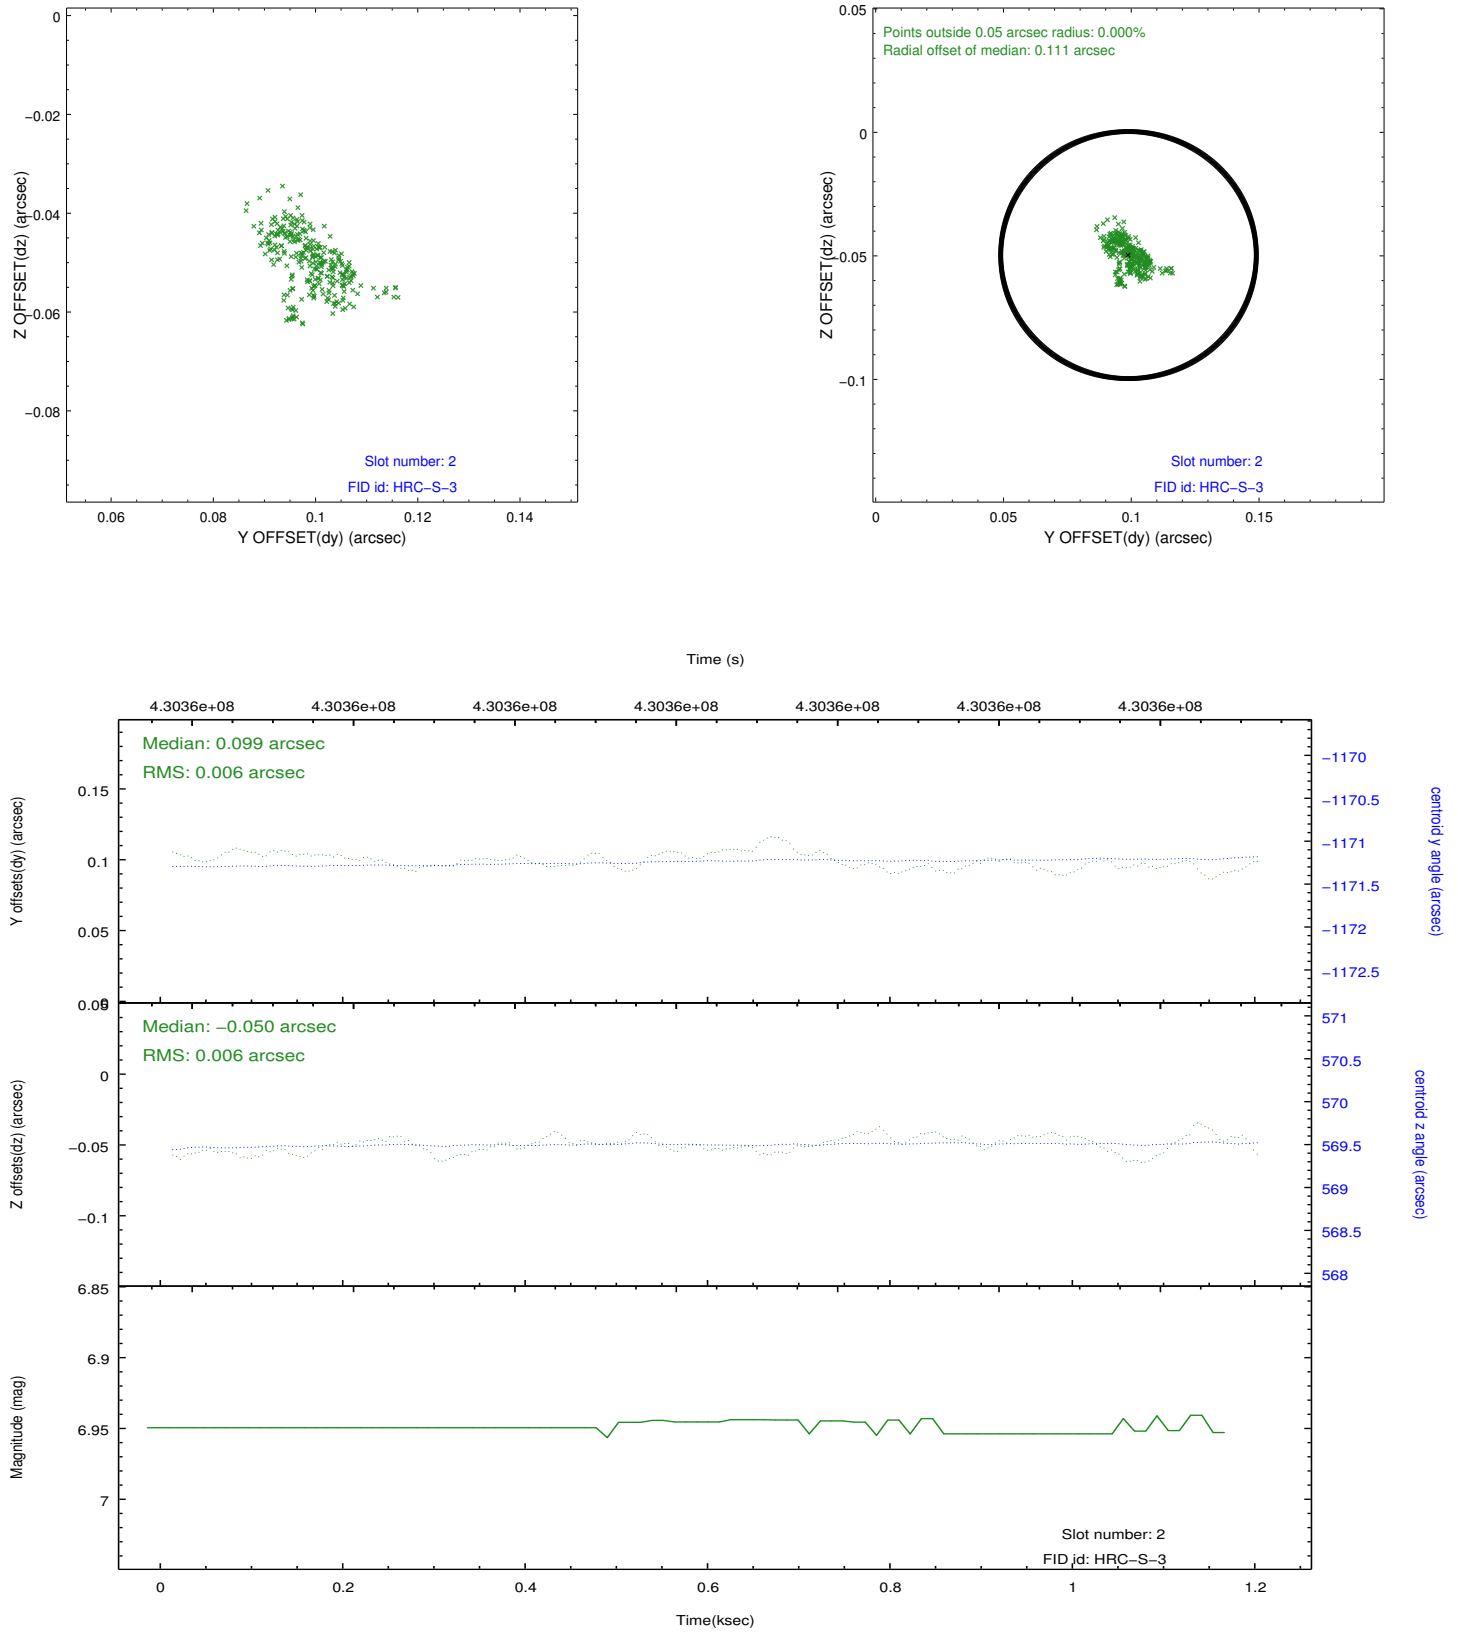 0
−0.02
−0.04
−0.06
−0.08
Z OFFSET(dz) (arcsec)
Slot number: 2
FID id: HRC−S−3
0.06
0.08
0.1
0.12
0.14
Y OFFSET(dy) (arcsec)
0.05
Points outside 0.05 arcsec radius: 0.000%
Radial offset of median: 0.111 arcsec
0
−0.05
−0.1
Z OFFSET(dz) (arcsec)
Slot number: 2
FID id: HRC−S−3
0
0.05
0.1
0.15
Y OFFSET(dy) (arcsec)
Time (s)
4.3036e+08
4.3036e+08
4.3036e+08
4.3036e+08
4.3036e+08
4.3036e+08
4.3036e+08
Median: 0.099 arcsec
RMS: 0.006 arcsec
0.15
0.1
0.05
0
Y offsets(dy) (arcsec)
−1170
−1170.5
−1171
−1171.5
−1172
−1172.5
centroid y angle (arcsec)
0.05
Median: −0.050 arcsec
RMS: 0.006 arcsec
0
−0.05
−0.1
Z offsets(dz) (arcsec)
571
570.5
570
569.5
569
568.5
568
centroid z angle (arcsec)
6.85
6.9
6.95
7
Magnitude (mag)
Slot number: 2
FID id: HRC−S−3
0
0.2
0.4
0.6
0.8
1
1.2
Time(ksec)